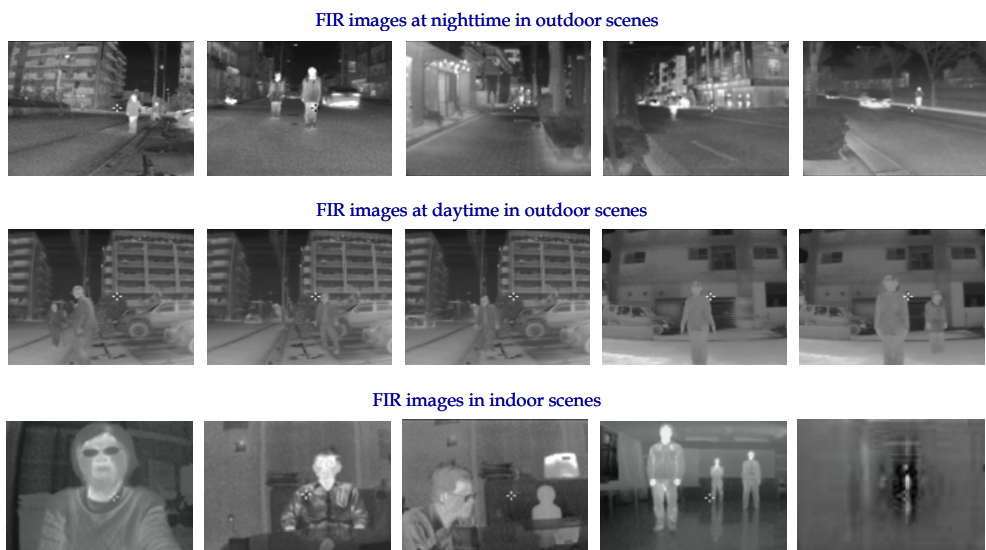 FIR images at nighttime in outdoor scenes
FIR images at daytime in outdoor scenes
FIR images in indoor scenes